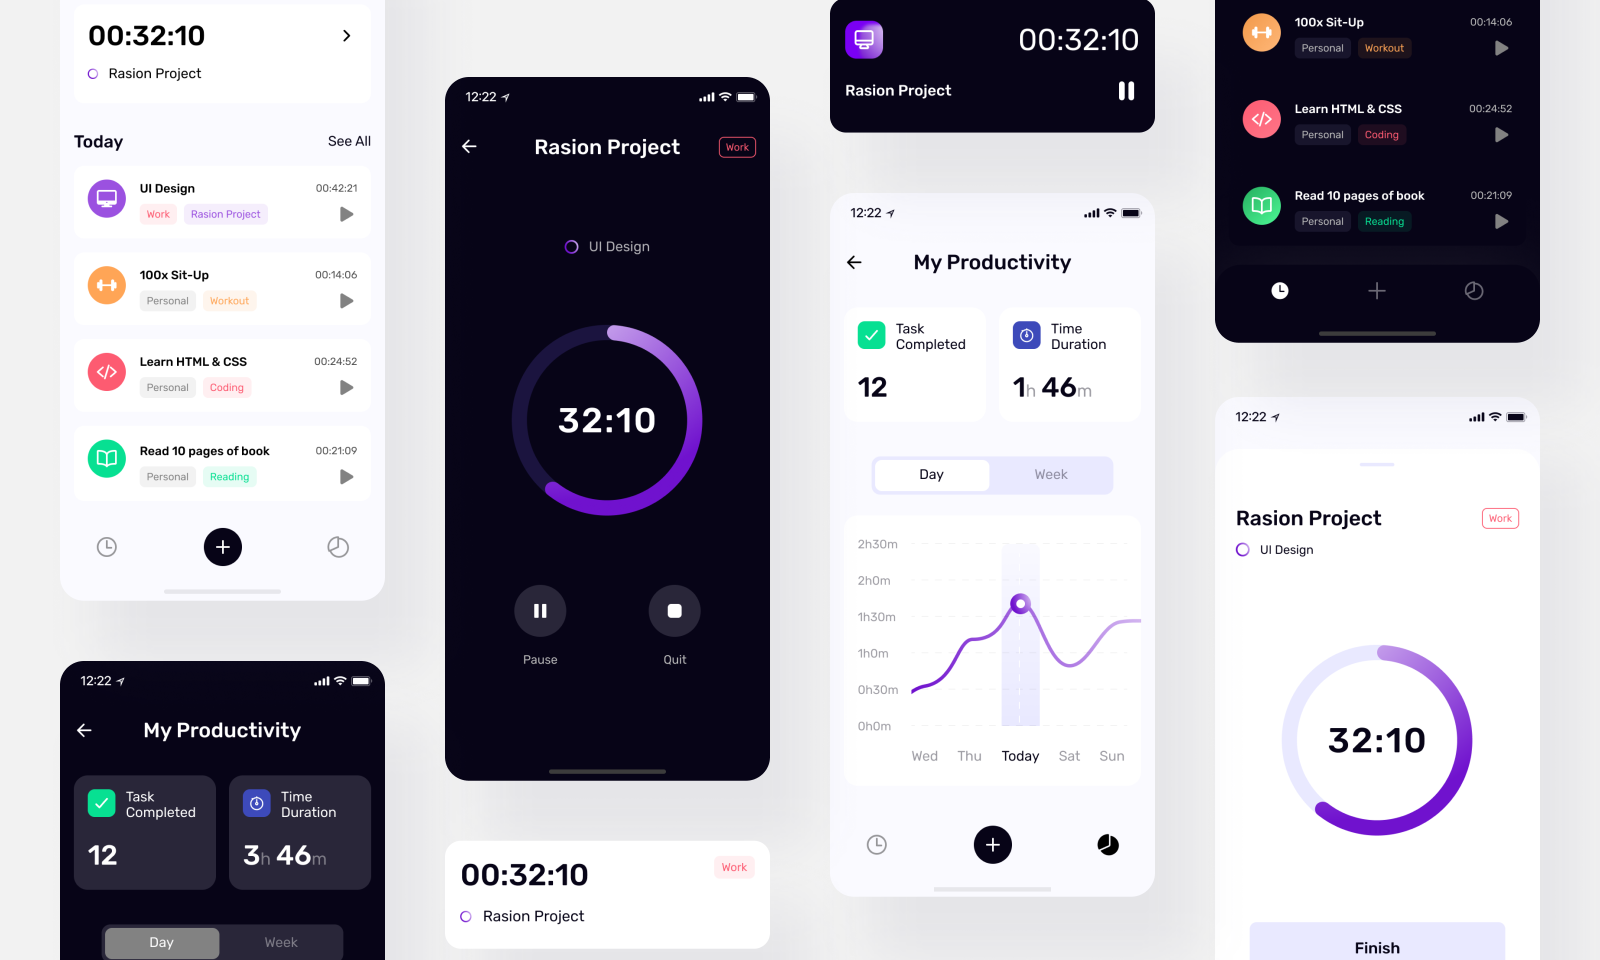 00:32:10
Rasion Project
Today
See All
UI Design
00:42:21
Work
Rasion Project
100x Sit-Up
00:14:06
Personal
Workout
Learn HTML & CSS
00:24:52
Personal
Coding
Read 10 pages of book
00:21:09
Personal
Reading
12:22
My Productivity
Task
Completed
12
Time
Duration
3h 46m
Day
Week
12:22
Rasion Project
Work
UI Design
32:10
Pause
Quit
00:32:10
Work
Rasion Project
00:32:10
Rasion Project
12:22
My Productivity
Task
Completed
12
Time
Duration
1h 46m
Day
Week
2h30m
2h0m
1h30m
1h0m
0h30m
0h0m
Wed
Thu
Today
Sat
Sun
100x Sit-Up
00:14:06
Personal
Workout
Learn HTML & CSS
00:24:52
Personal
Coding
Read 10 pages of book
00:21:09
Personal
Reading
12:22
Rasion Project
Work
UI Design
32:10
Finish